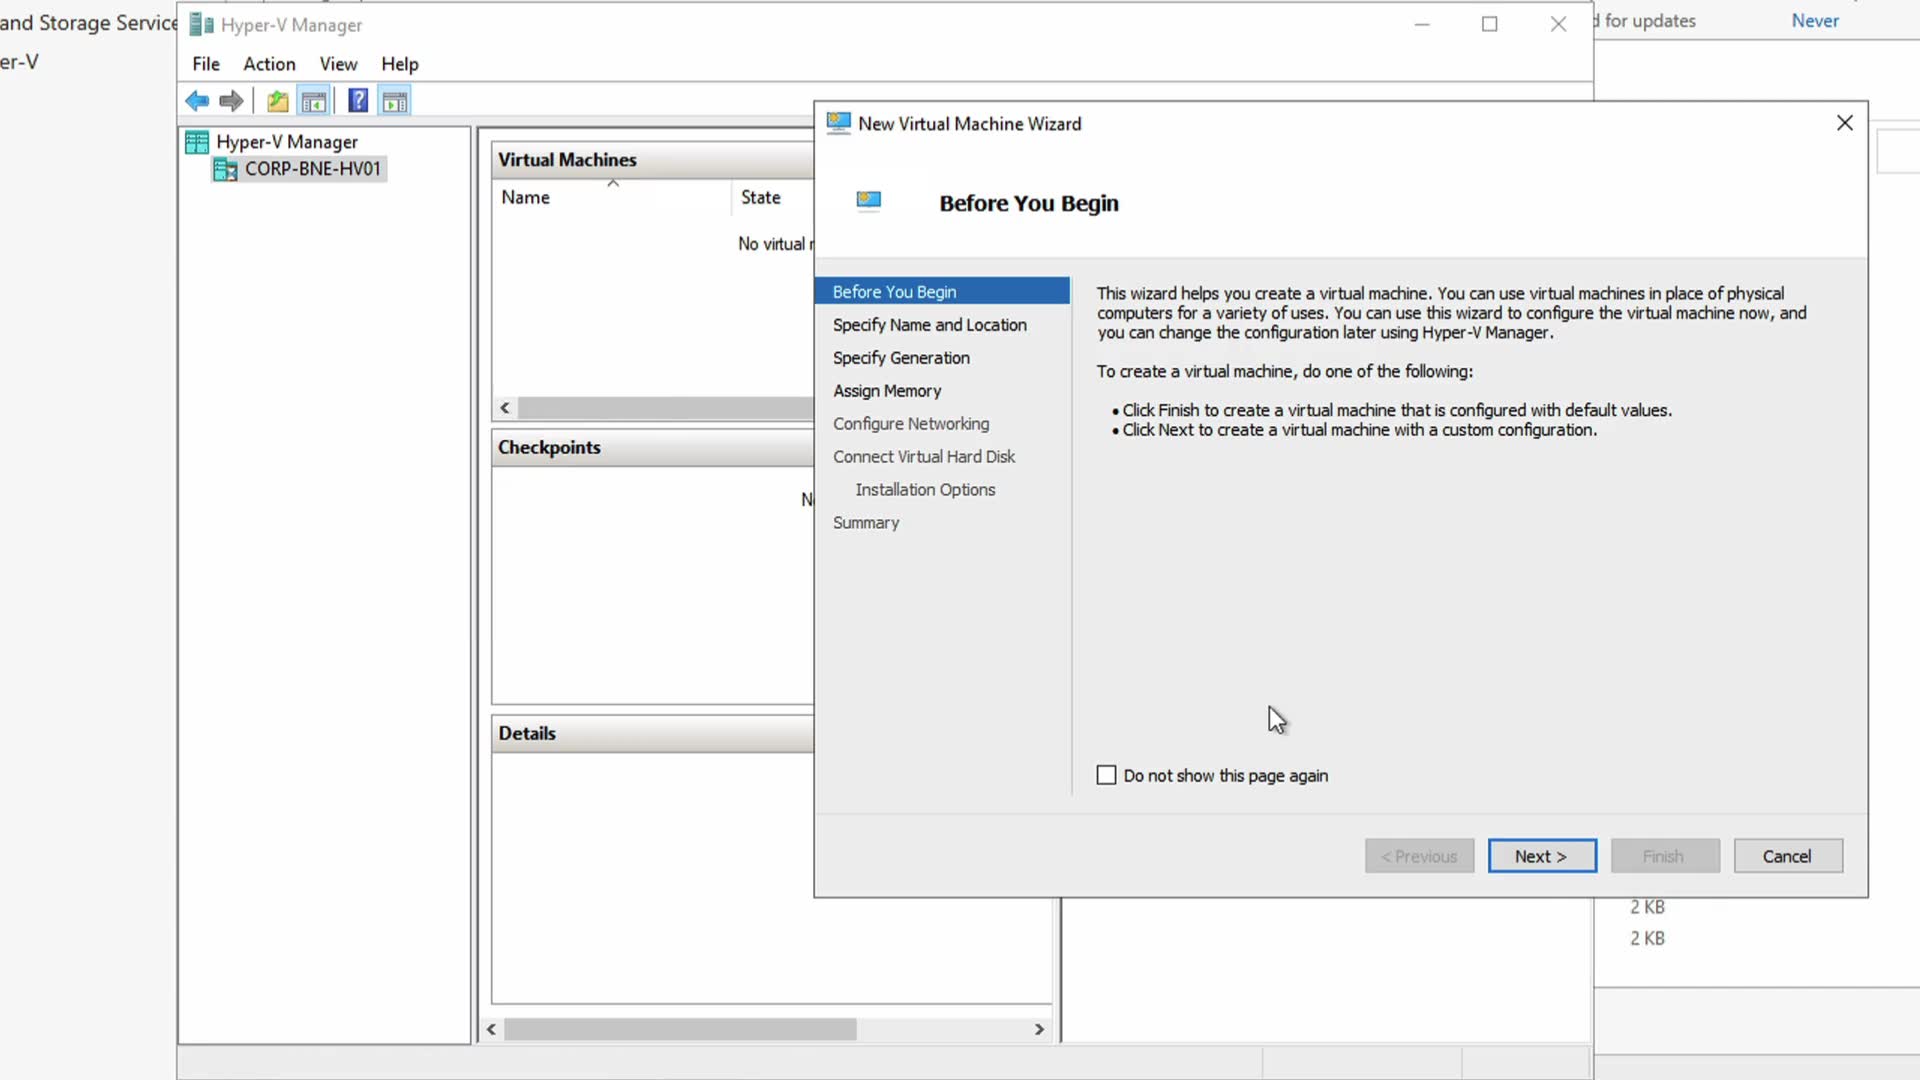 and Storage Service
er-V
Hyper-V Manager
File Action View Help
Hyper-V Manager
CORP-BNE-HV01
Virtual Machines
Name State
No virtual
Checkpoints
Details
d for updates Never
New Virtual Machine Wizard
Before You Begin
Before You Begin
Specify Name and Location
Specify Generation
Assign Memory
Configure Networking
Connect Virtual Hard Disk
Installation Options
Summary
This wizard helps you create a virtual machine. You can use virtual machines in place of physical
computers for a variety of uses. You can use this wizard to configure the virtual machine now, and
you can change the configuration later using Hyper-V Manager.
To create a virtual machine, do one of the following:
• Click Finish to create a virtual machine that is configured with default values.
• Click Next to create a virtual machine with a custom configuration.
Do not show this page again
< Previous Next > Finish Cancel
2 KB
2 KB